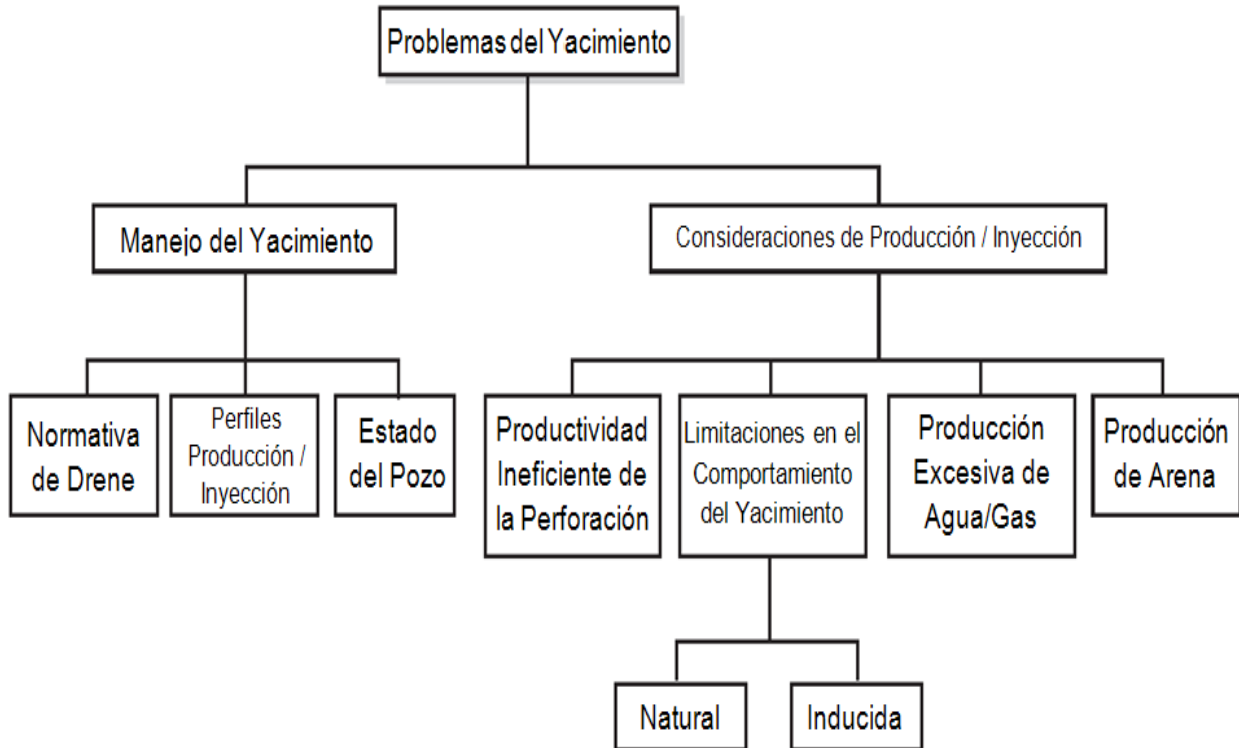 Problemas del Yacimiento
Manejo del Yacimiento
Consideraciones de Producción / Inyección
Normativa
de Drene
Perfiles
Producción /
Inyección
Estado
del Pozo
Productividad
Ineficiente de
la Perforación
Limitaciones en el
Comportamiento
del Yacimiento
Producción
Excesiva de
Agua/Gas
Producción
de Arena
Natural
Inducida